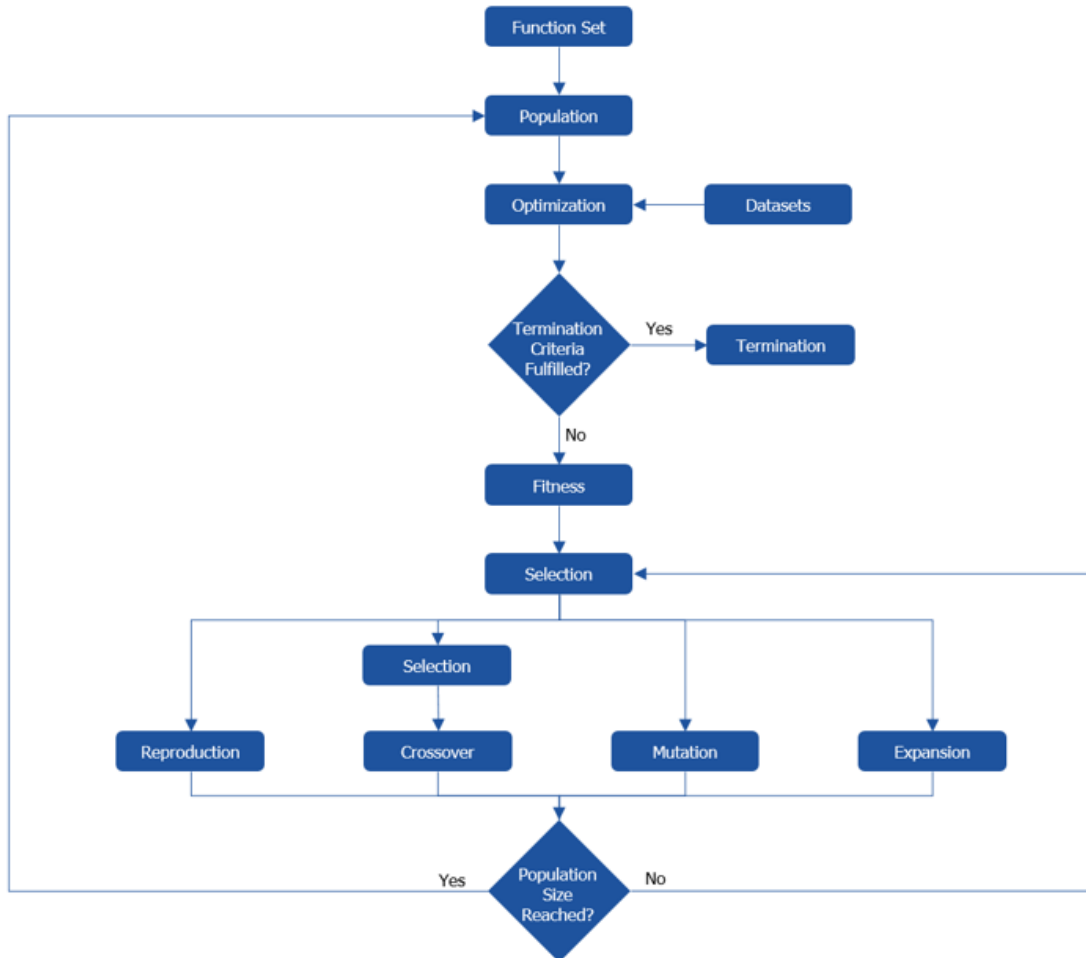 Function Set
Population
Optimization
Datasets
Termination
Criteria
Fulfilled?
Yes
Termination
No
Fitness
Selection
Selection
Reproduction
Crossover
Mutation
Expansion
Yes
Population
Size
Reached?
No